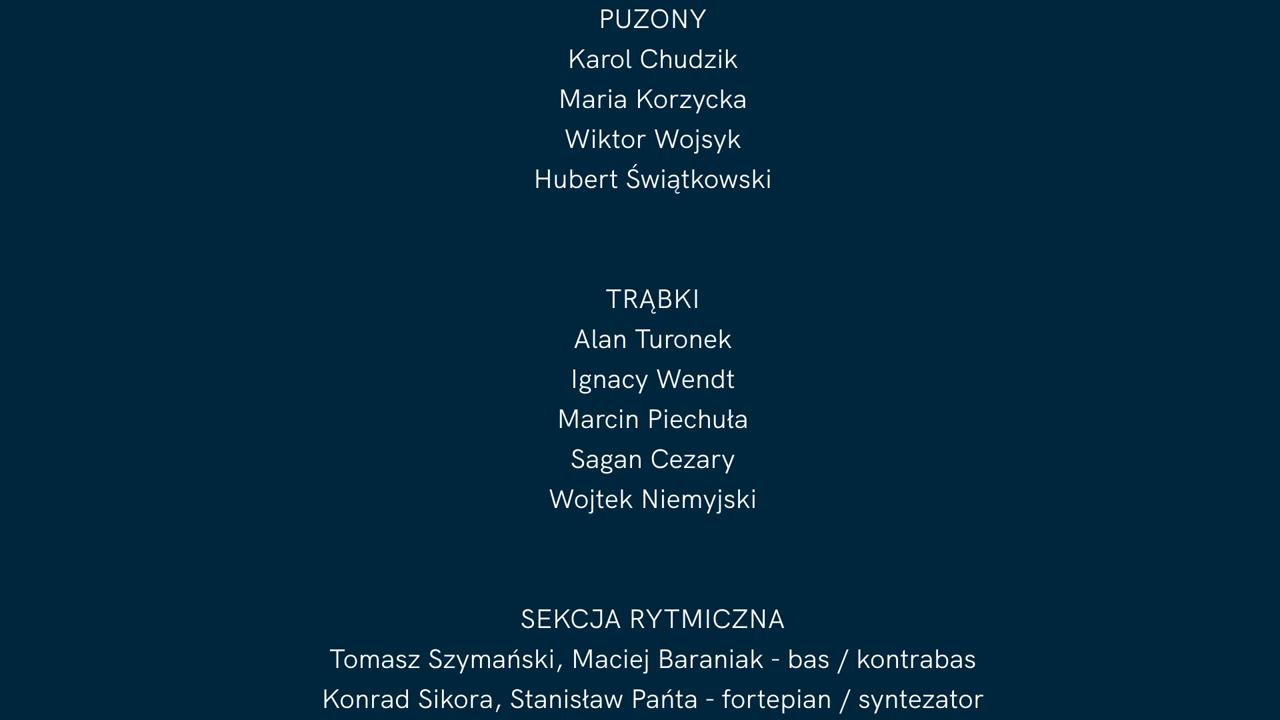 PUZONY
Karol Chudzik
Maria Korzycka
Wiktor Wojsyk
Hubert Świątkowski
TRĄBKI
Alan Turonek
Ignacy Wendt
Marcin Piechuła
Sagan Cezary
Wojtek Niemyjski
SEKCJA RYTMICZNA
Tomasz Szymański, Maciej Baraniak - bas / kontrabas
Konrad Sikora, Stanisław Pańta - fortepian / syntezator